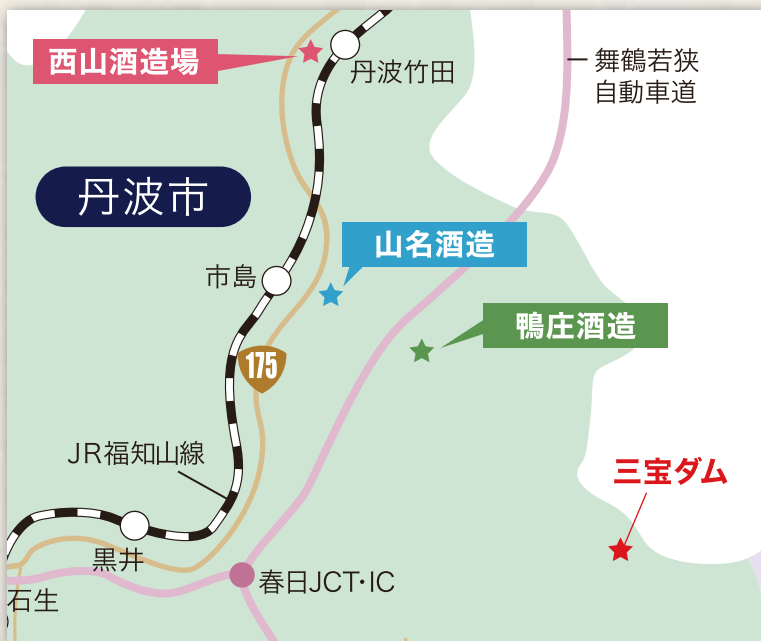 西山酒造場
丹波竹田
舞鶴若狭
自動車道
丹波市
山名酒造
市島
鴨庄酒造
175
JR福知山線
三宝ダム
黒井
春日JCT・IC
石生